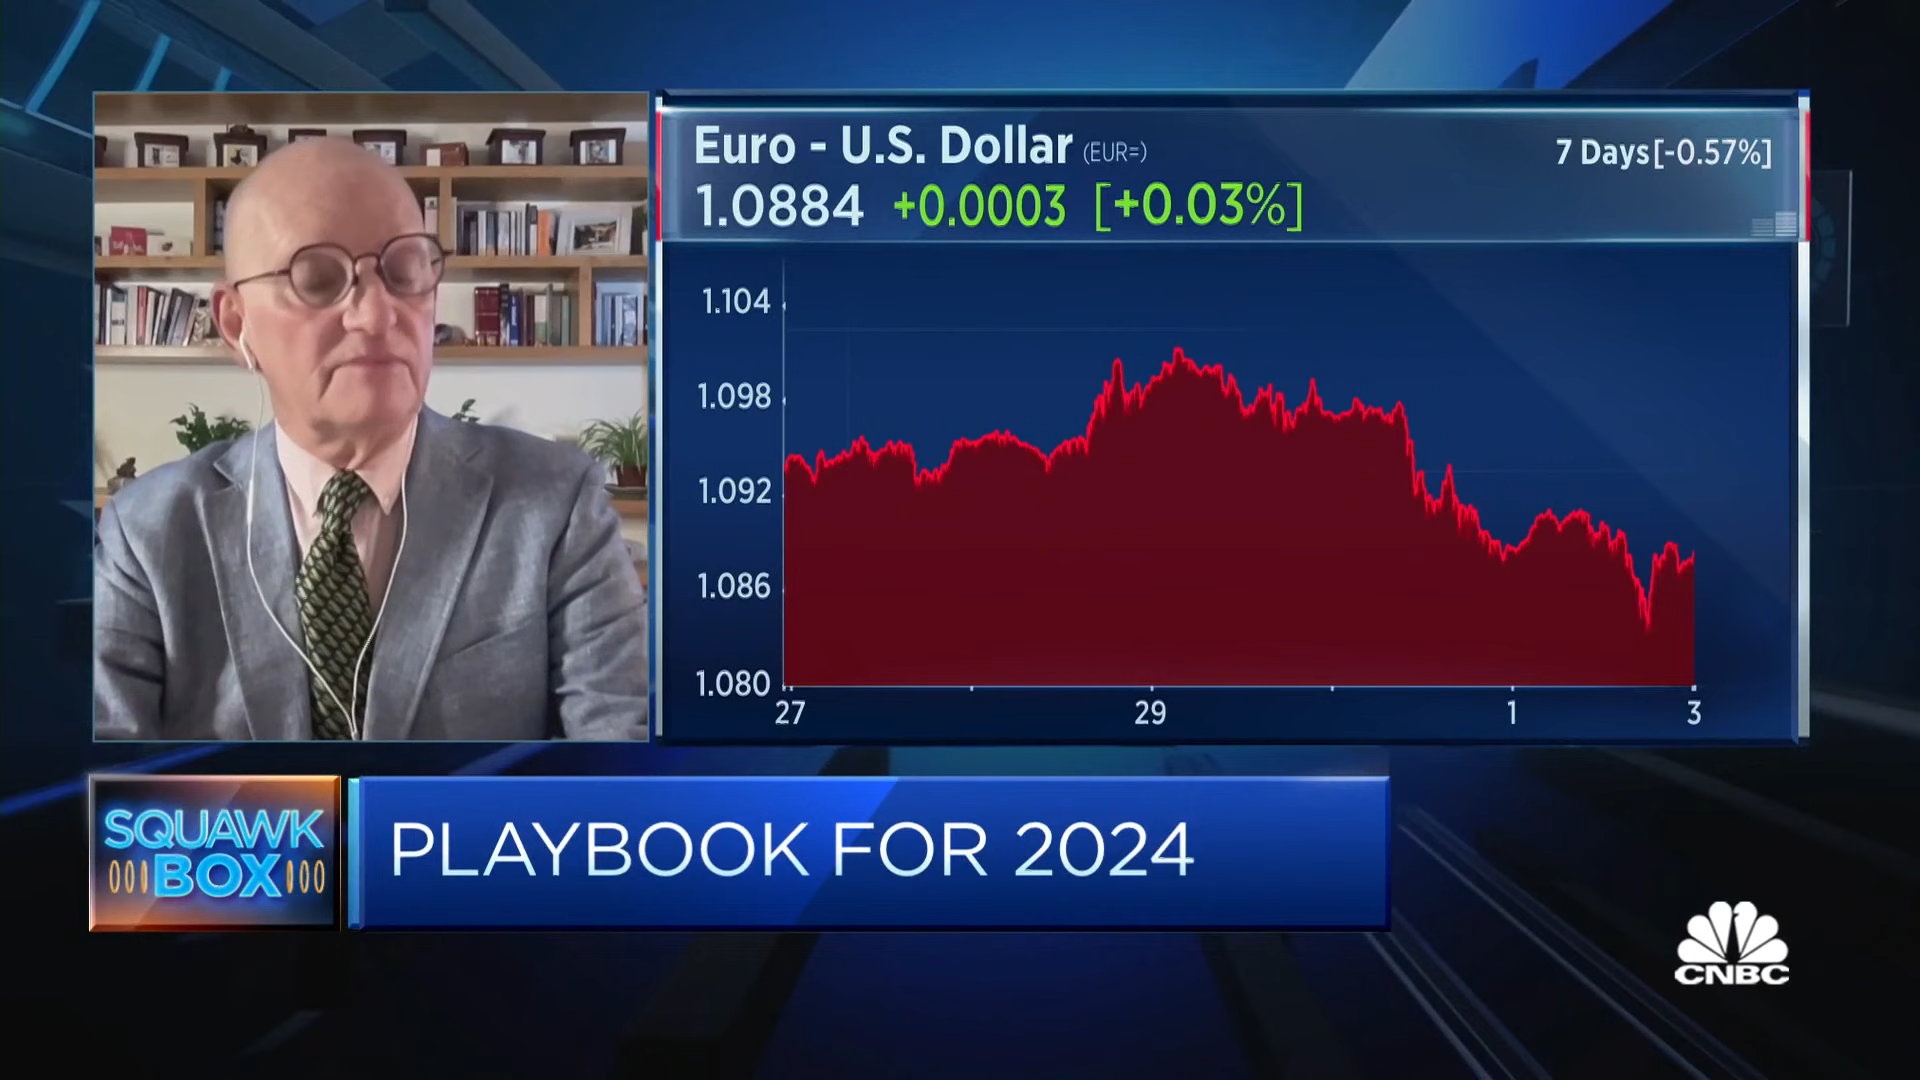 Euro - U.S. Dollar (EUR=)
7 Days [-0.57%]
1.0884 +0.0003 [+0.03%]
1.104
1.098
1.092
1.086
1.080
27 29 1 3
SQUAWK
BOX
PLAYBOOK FOR 2024
CNBC